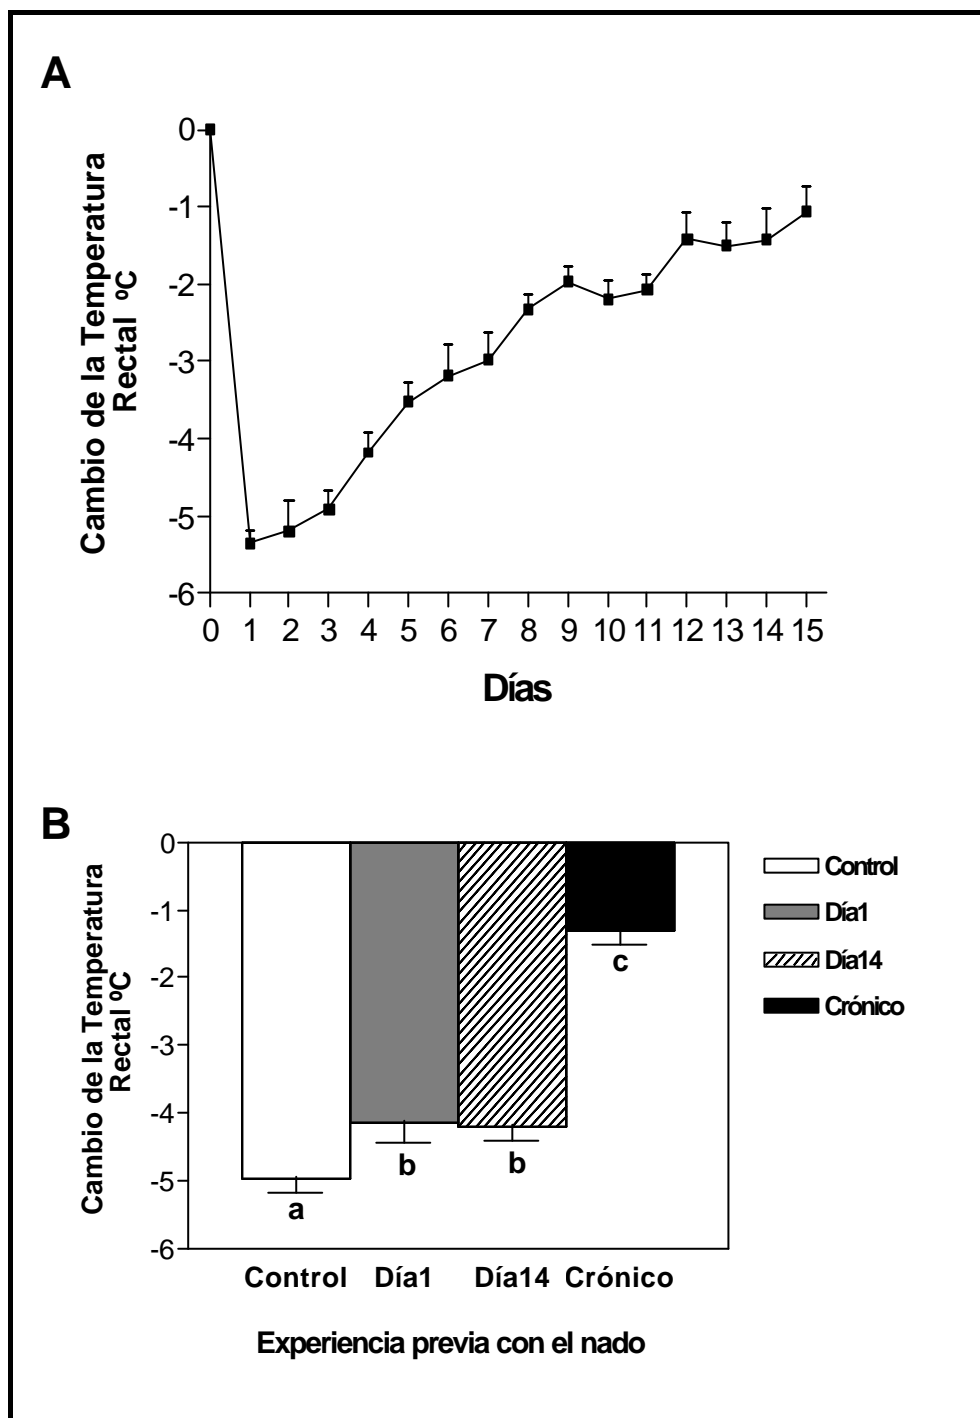 A
Cambio de la Temperatura
Rectal ºC
0
-1
-2
-3
-4
-5
-6
0 1 2 3 4 5 6 7 8 9 10 11 12 13 14 15
Días
B
Cambio de la Temperatura
Rectal ºC
0
-1
-2
-3
-4
-5
-6
a
b
b
c
Control Día1 Día14 Crónico
Experiencia previa con el nado
Control
Día1
Día14
Crónico